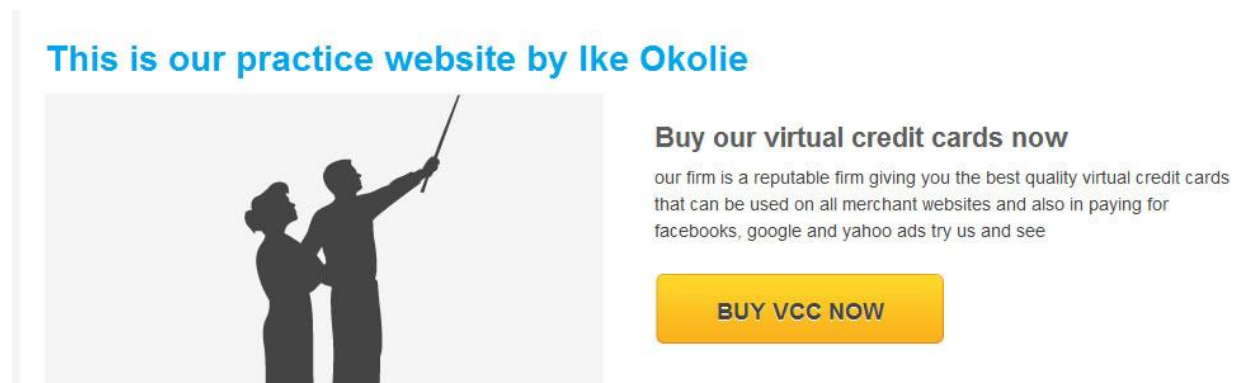 This is our practice website by Ike Okolie
Buy our virtual credit cards now
our firm is a reputable firm giving you the best quality virtual credit cards
that can be used on all merchant websites and also in paying for
facebooks, google and yahoo ads try us and see
BUY VCC NOW